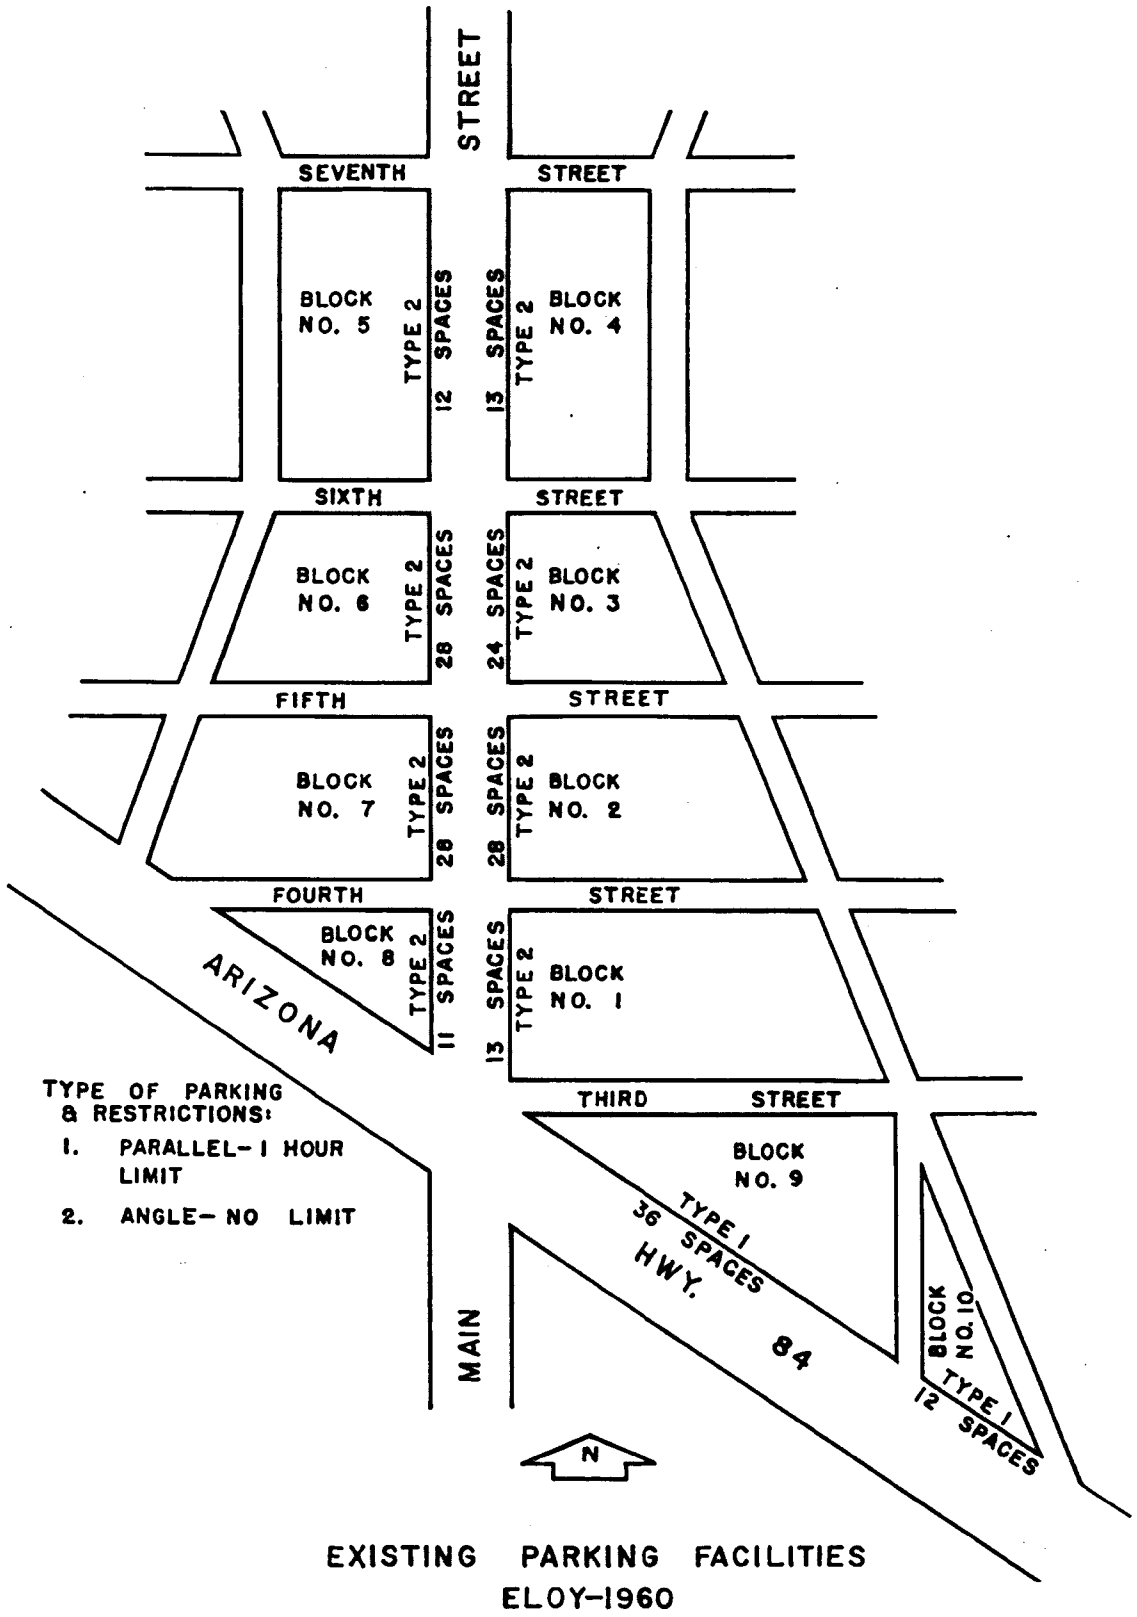 STREET
SEVENTH STREET
BLOCK
NO. 5
TYPE 2
12 SPACES
13 SPACES
TYPE 2
BLOCK
NO. 4
SIXTH STREET
BLOCK
NO. 6
TYPE 2
28 SPACES
24 SPACES
TYPE 2
BLOCK
NO. 3
FIFTH STREET
BLOCK
NO. 7
TYPE 2
28 SPACES
28 SPACES
TYPE 2
BLOCK
NO. 2
FOURTH STREET
BLOCK
NO. 8
TYPE 2
11 SPACES
13 SPACES
TYPE 2
BLOCK
NO. 1
ARIZONA
THIRD STREET
TYPE OF PARKING
& RESTRICTIONS:
1. PARALLEL-1 HOUR
LIMIT
2. ANGLE-NO LIMIT
BLOCK
NO. 9
TYPE 1
36 SPACES
HWY. 84
BLOCK
NO. 10
TYPE 1
12 SPACES
MAIN
N
EXISTING PARKING FACILITIES
ELOY-1960